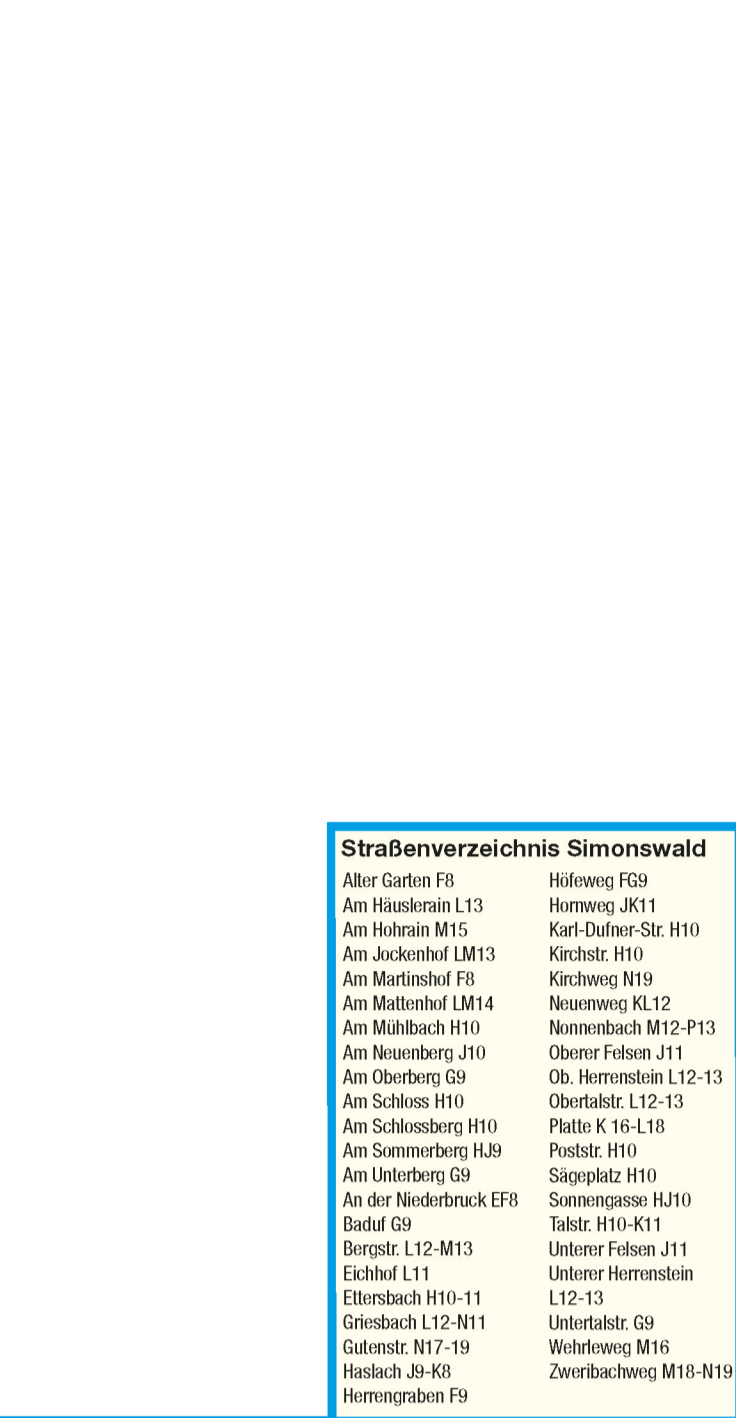 Straßenverzeichnis Simonswald
Alter Garten F8
Am Häuslerain L13
Am Hohrain M15
Am Jockenhof LM13
Am Martinshof F8
Am Mattenhof LM14
Am Mühlbach H10
Am Neuenberg J10
Am Oberberg G9
Am Schloss H10
Am Schlossberg H10
Am Sommerberg HJ9
Am Unterberg G9
An der Niederbruck EF8
Baduf G9
Bergstr. L12-M13
Eichhof L11
Ettersbach H10-11
Griesbach L12-N11
Gutenstr. N17-19
Haslach J9-K8
Herrengraben F9
Höfeweg FG9
Hornweg JK11
Karl-Dufner-Str. H10
Kirchstr. H10
Kirchweg N19
Neuenweg KL12
Nonnenbach M12-P13
Oberer Felsen J11
Ob. Herrenstein L12-13
Obertalstr. L12-13
Platte K 16-L18
Poststr. H10
Sägeplatz H10
Sonnengasse HJ10
Talstr. H10-K11
Unterer Felsen J11
Unterer Herrenstein
L12-13
Untertalstr. G9
Wehrleweg M16
Zweribachweg M18-N19